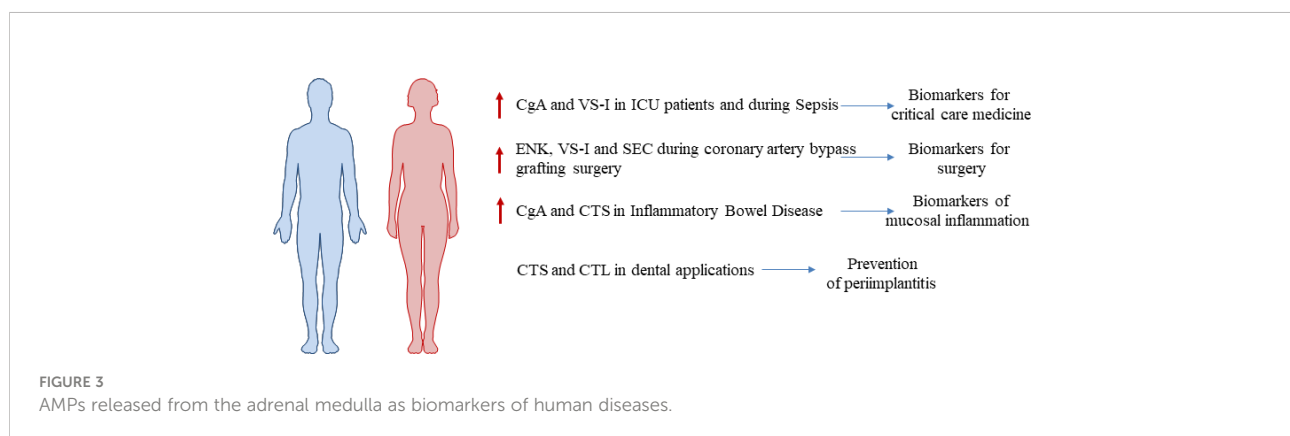 CgA and VS-I in ICU patients and during Sepsis
Biomarkers for
critical care medicine
ENK, VS-I and SEC during coronary artery bypass
grafting surgery
Biomarkers for
surgery
CgA and CTS in Inflammatory Bowel Disease
Biomarkers of
mucosal inflammation
CTS and CTL in dental applications
Prevention
of periimplantitis
FIGURE 3
AMPs released from the adrenal medulla as biomarkers of human diseases.